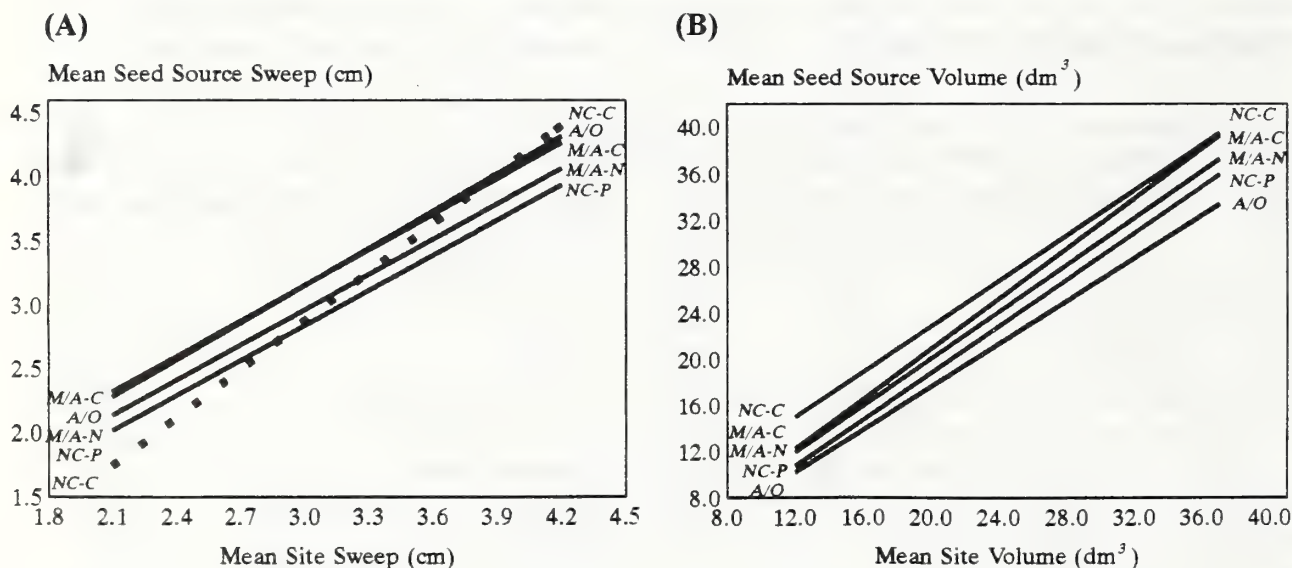 (A)
Mean Seed Source Sweep (cm)
4.5
4.0
3.5
3.0
2.5
2.0
1.5
NC-C
A/O
M/A-C
M/A-N
NC-P
M/A-C
A/O
M/A-N
NC-P
NC-C
1.8 2.1 2.4 2.7 3.0 3.3 3.6 3.9 4.2 4.5
Mean Site Sweep (cm)
(B)
Mean Seed Source Volume (dm³)
40.0
36.0
32.0
28.0
24.0
20.0
16.0
12.0
8.0
NC-C
M/A-C
M/A-N
NC-P
A/O
NC-C
M/A-C
M/A-N
NC-P
A/O
8.0 12.0 16.0 20.0 24.0 28.0 32.0 36.0 40.0
Mean Site Volume (dm³)